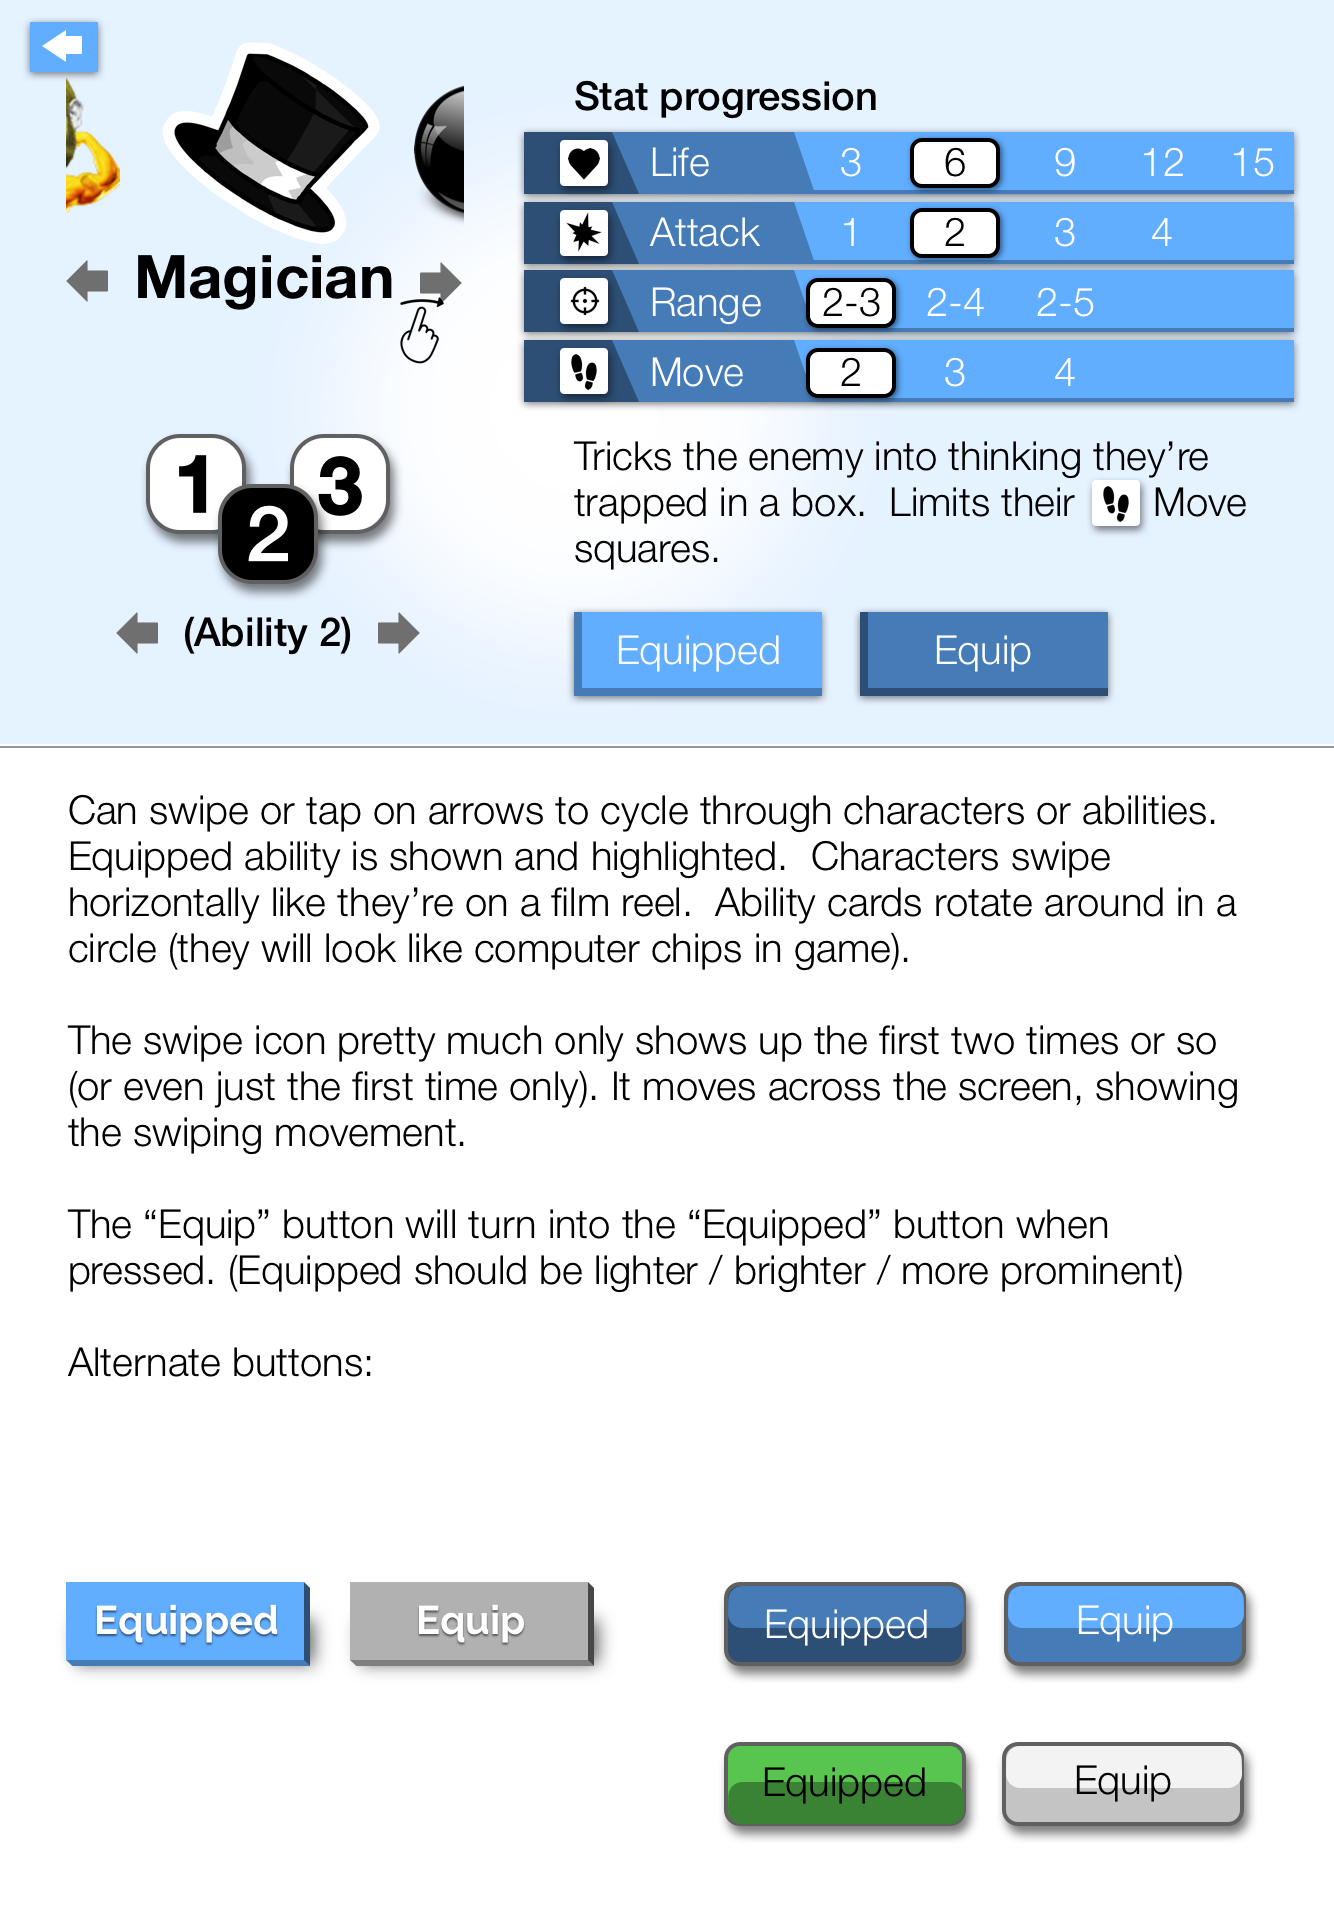 Stat progression
Life 3 6 9 12 15
Attack 1 2 3 4
Range 2-3 2-4 2-5
Move 2 3 4
Magician
1 2 3
(Ability 2)
Tricks the enemy into thinking they’re
trapped in a box.  Limits their Move
squares.
Equipped Equip
Can swipe or tap on arrows to cycle through characters or abilities.
Equipped ability is shown and highlighted.  Characters swipe
horizontally like they’re on a film reel.  Ability cards rotate around in a
circle (they will look like computer chips in game).
The swipe icon pretty much only shows up the first two times or so
(or even just the first time only). It moves across the screen, showing
the swiping movement.
The “Equip” button will turn into the “Equipped” button when
pressed. (Equipped should be lighter / brighter / more prominent)
Alternate buttons:
Equipped Equip Equipped Equip
Equipped Equip